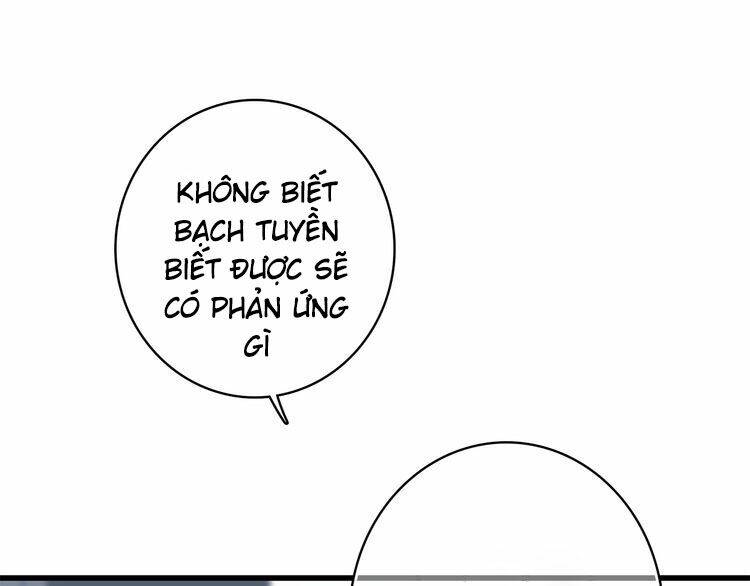 KHÔNG BIẾT
BẠCH TUYỀN
BIẾT ĐƯỢC SẼ
CÓ PHẢN ỨNG
GÌ